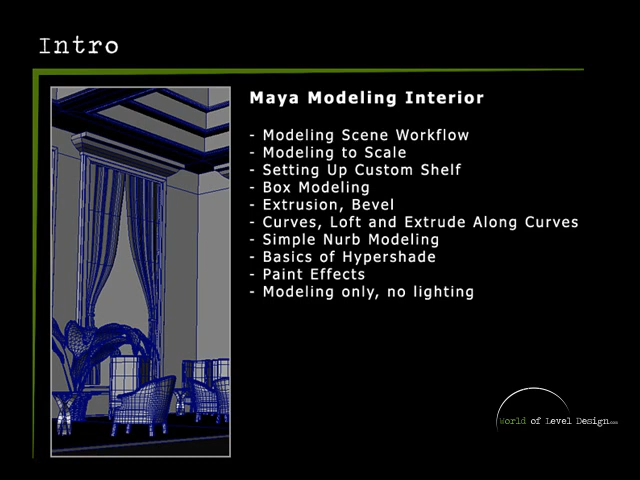 Intro
Maya Modeling Interior
- Modeling Scene Workflow
- Modeling to Scale
- Setting Up Custom Shelf
- Box Modeling
- Extrusion, Bevel
- Curves, Loft and Extrude Along Curves
- Simple Nurb Modeling
- Basics of Hypershade
- Paint Effects
- Modeling only, no lighting
World of Level Design.com